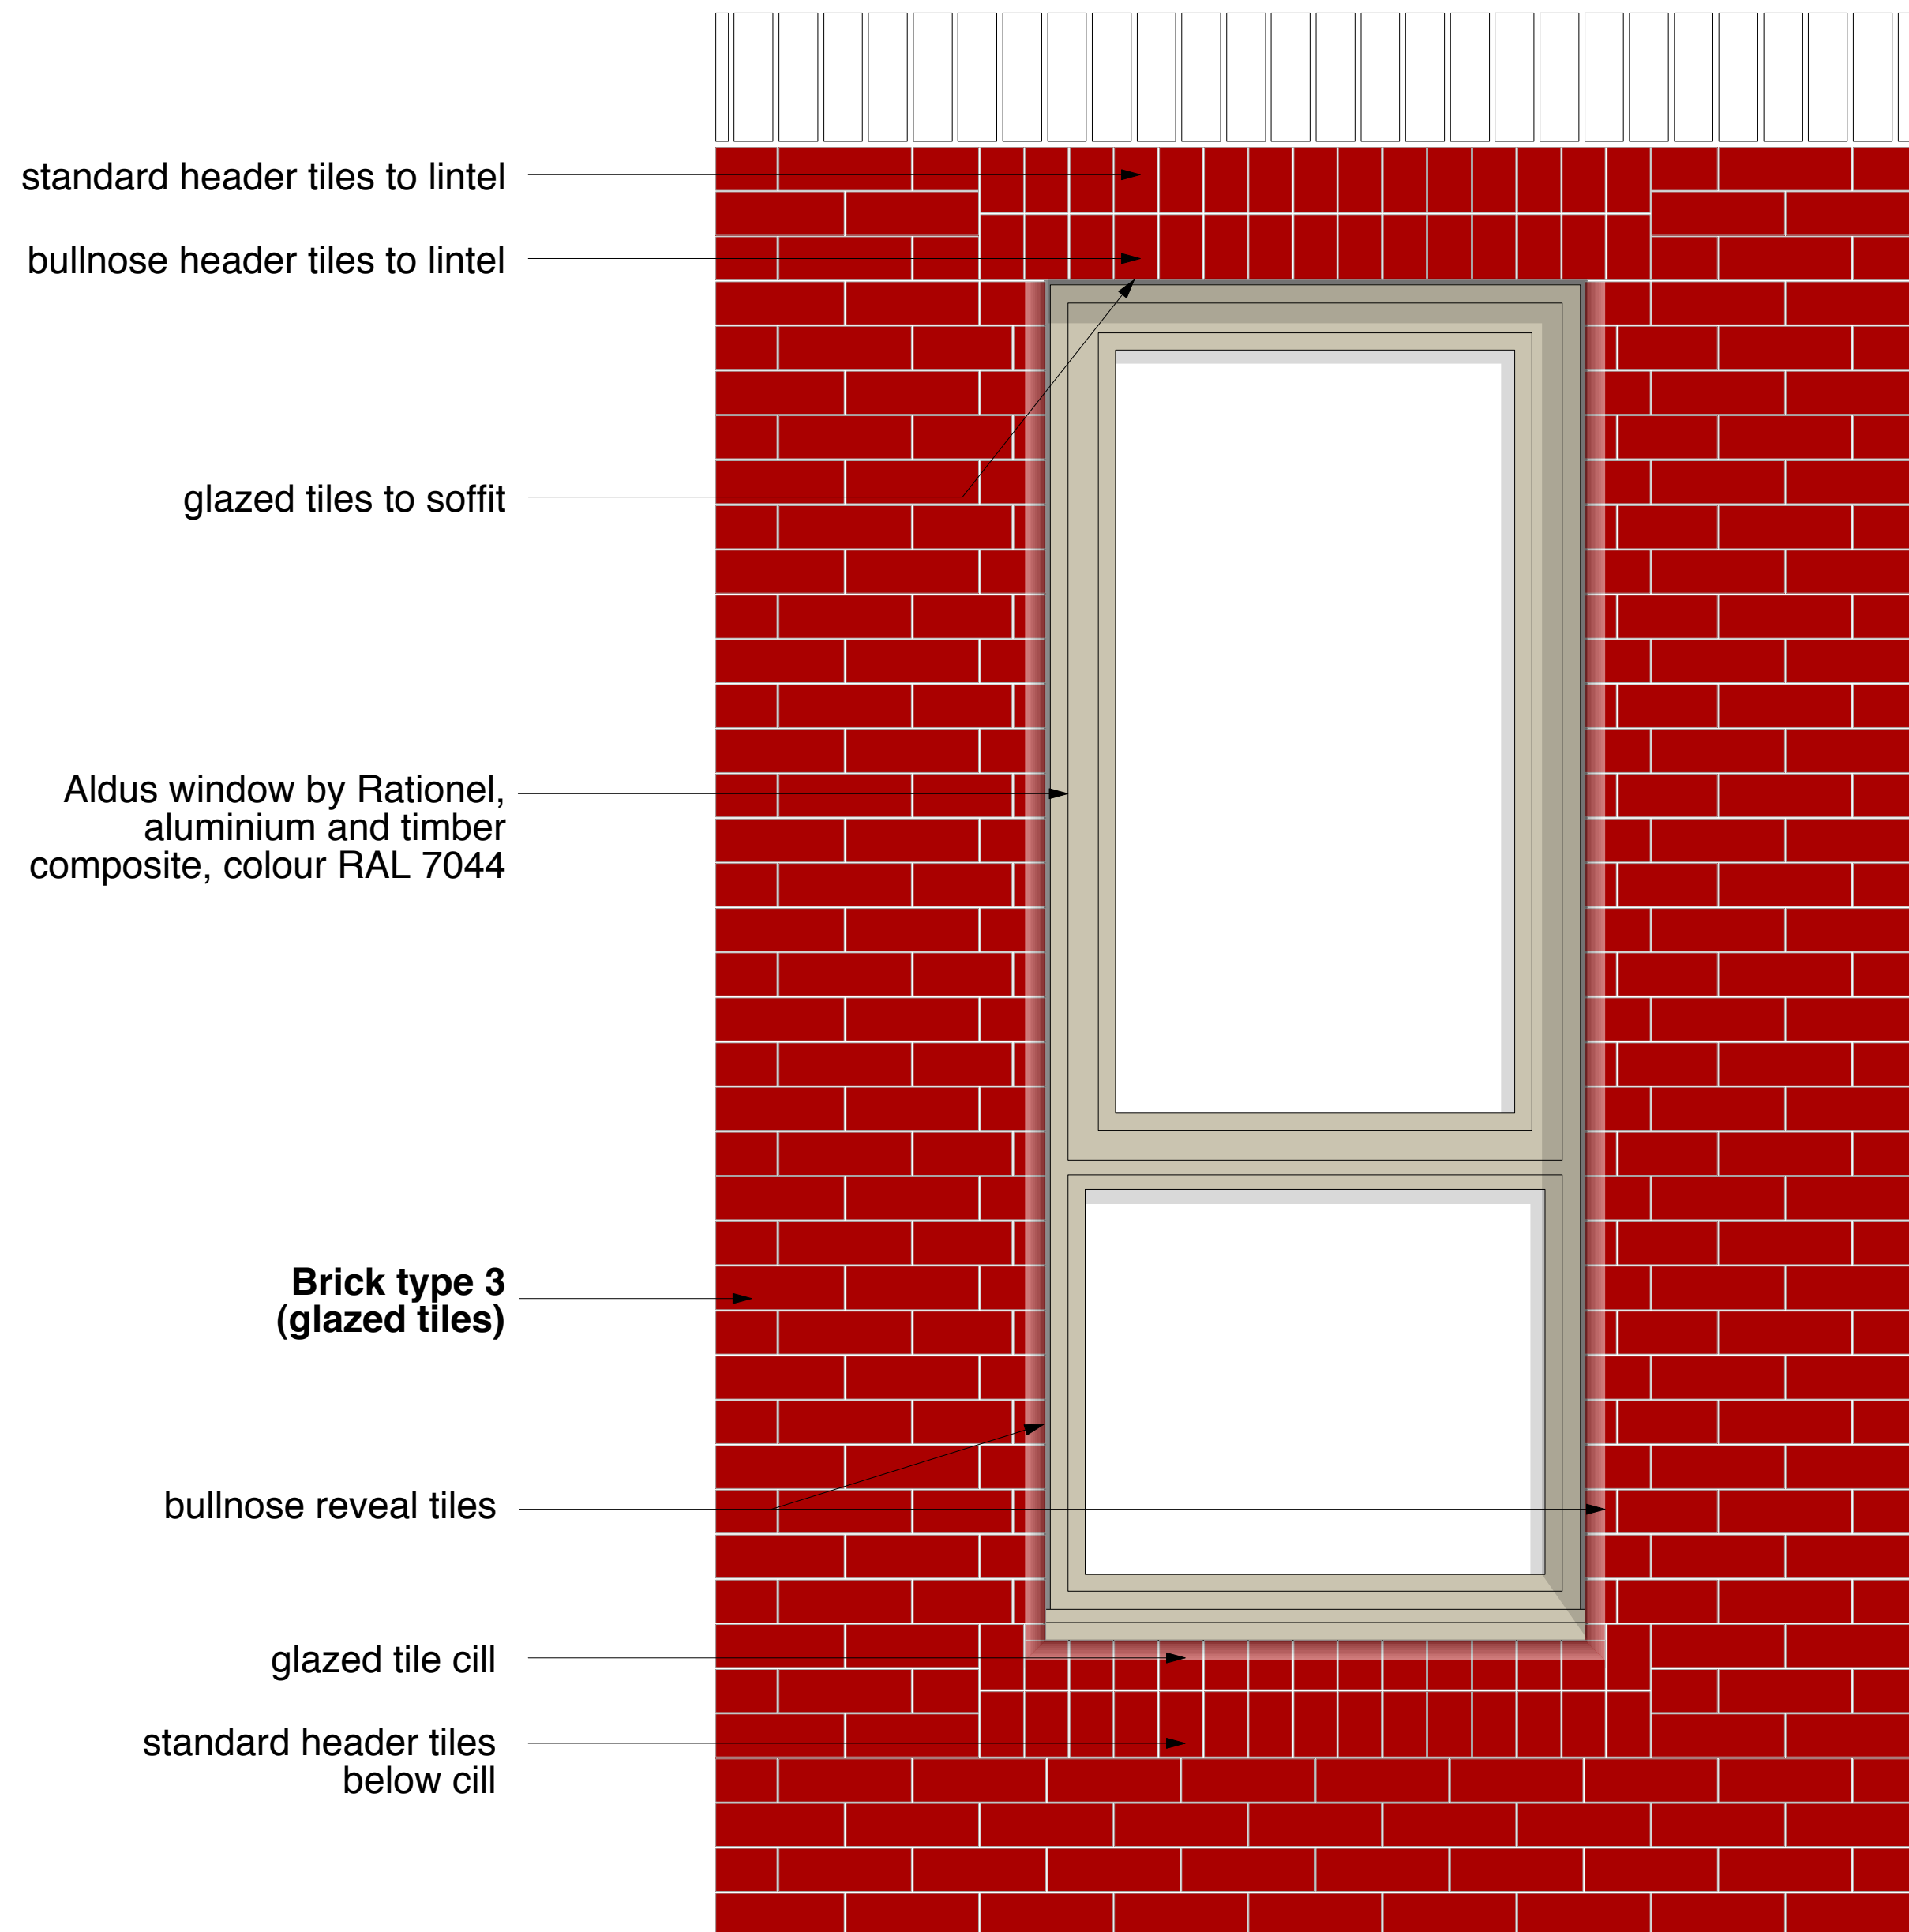 standard header tiles to lintel
bullnose header tiles to lintel
glazed tiles to soffit
Aldus window by Rationel,
aluminium and timber
composite, colour RAL 7044
Brick type 3
(glazed tiles)
bullnose reveal tiles
glazed tile cill
standard header tiles
below cill